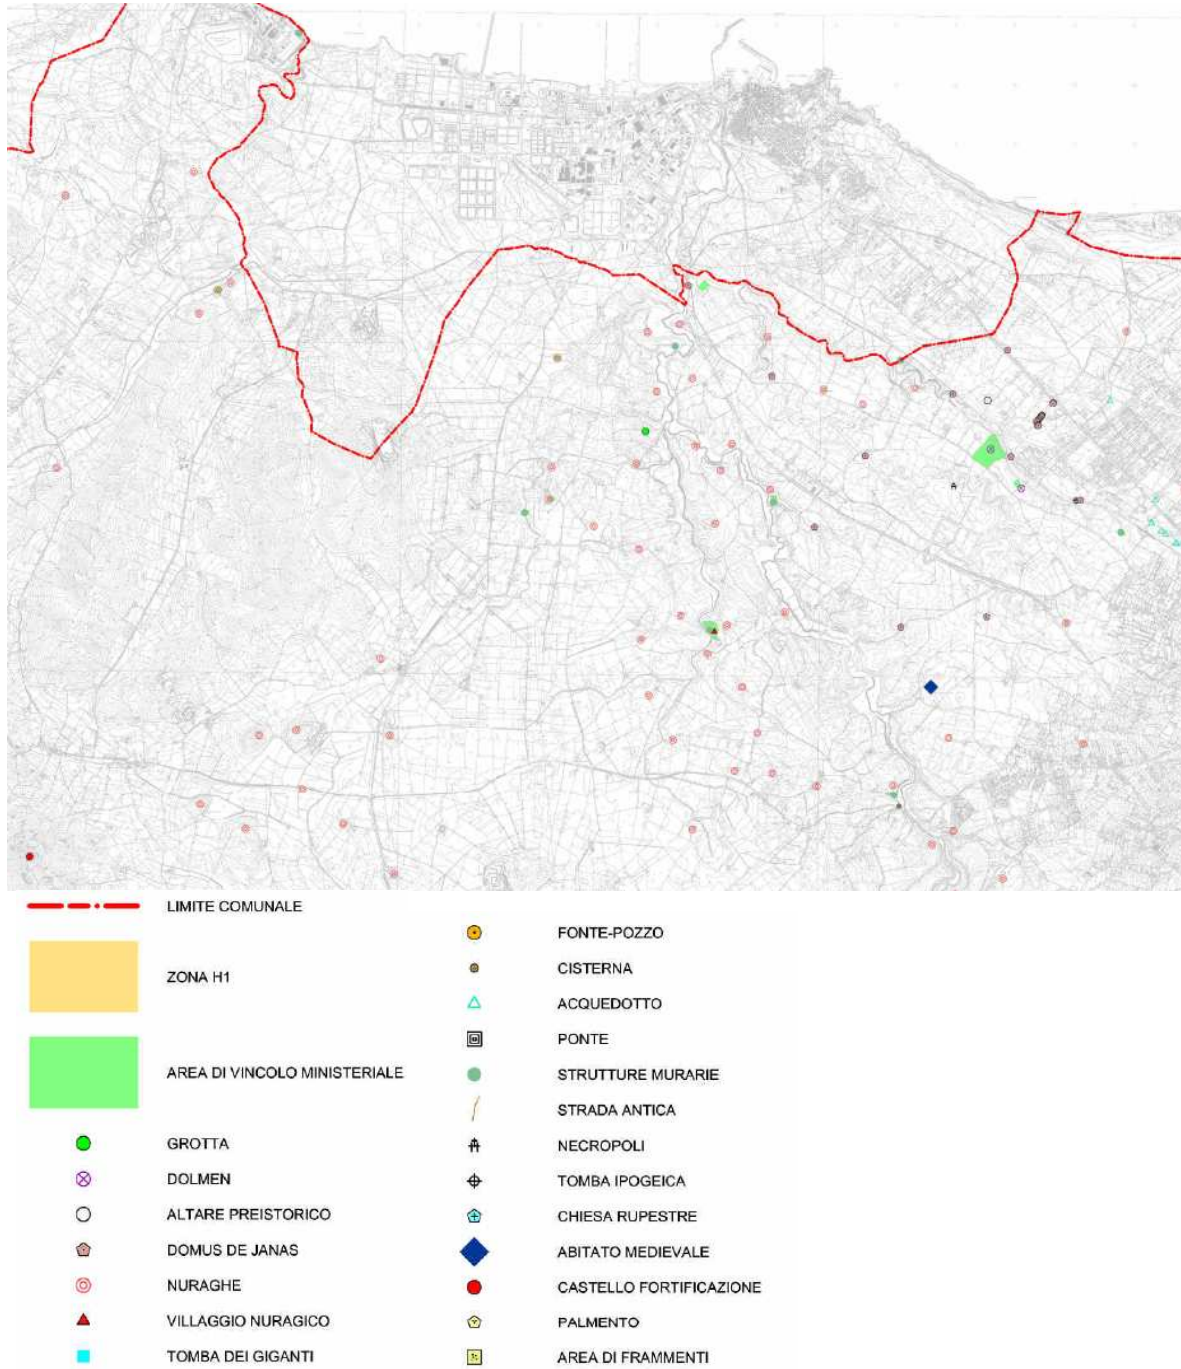 LIMITE COMUNALE
ZONA H1
AREA DI VINCOLO MINISTERIALE
GROTTA
DOLMEN
ALTARE PREISTORICO
DOMUS DE JANAS
NURAGHE
VILLAGGIO NURAGICO
TOMBA DEI GIGANTI
FONTE-POZZO
CISTERNA
ACQUEDOTTO
PONTE
STRUTTURE MURARIE
STRADA ANTICA
NECROPOLI
TOMBA IPOGEICA
CHIESA RUPESTRE
ABITATO MEDIEVALE
CASTELLO FORTIFICAZIONE
PALMENTO
AREA DI FRAMMENTI